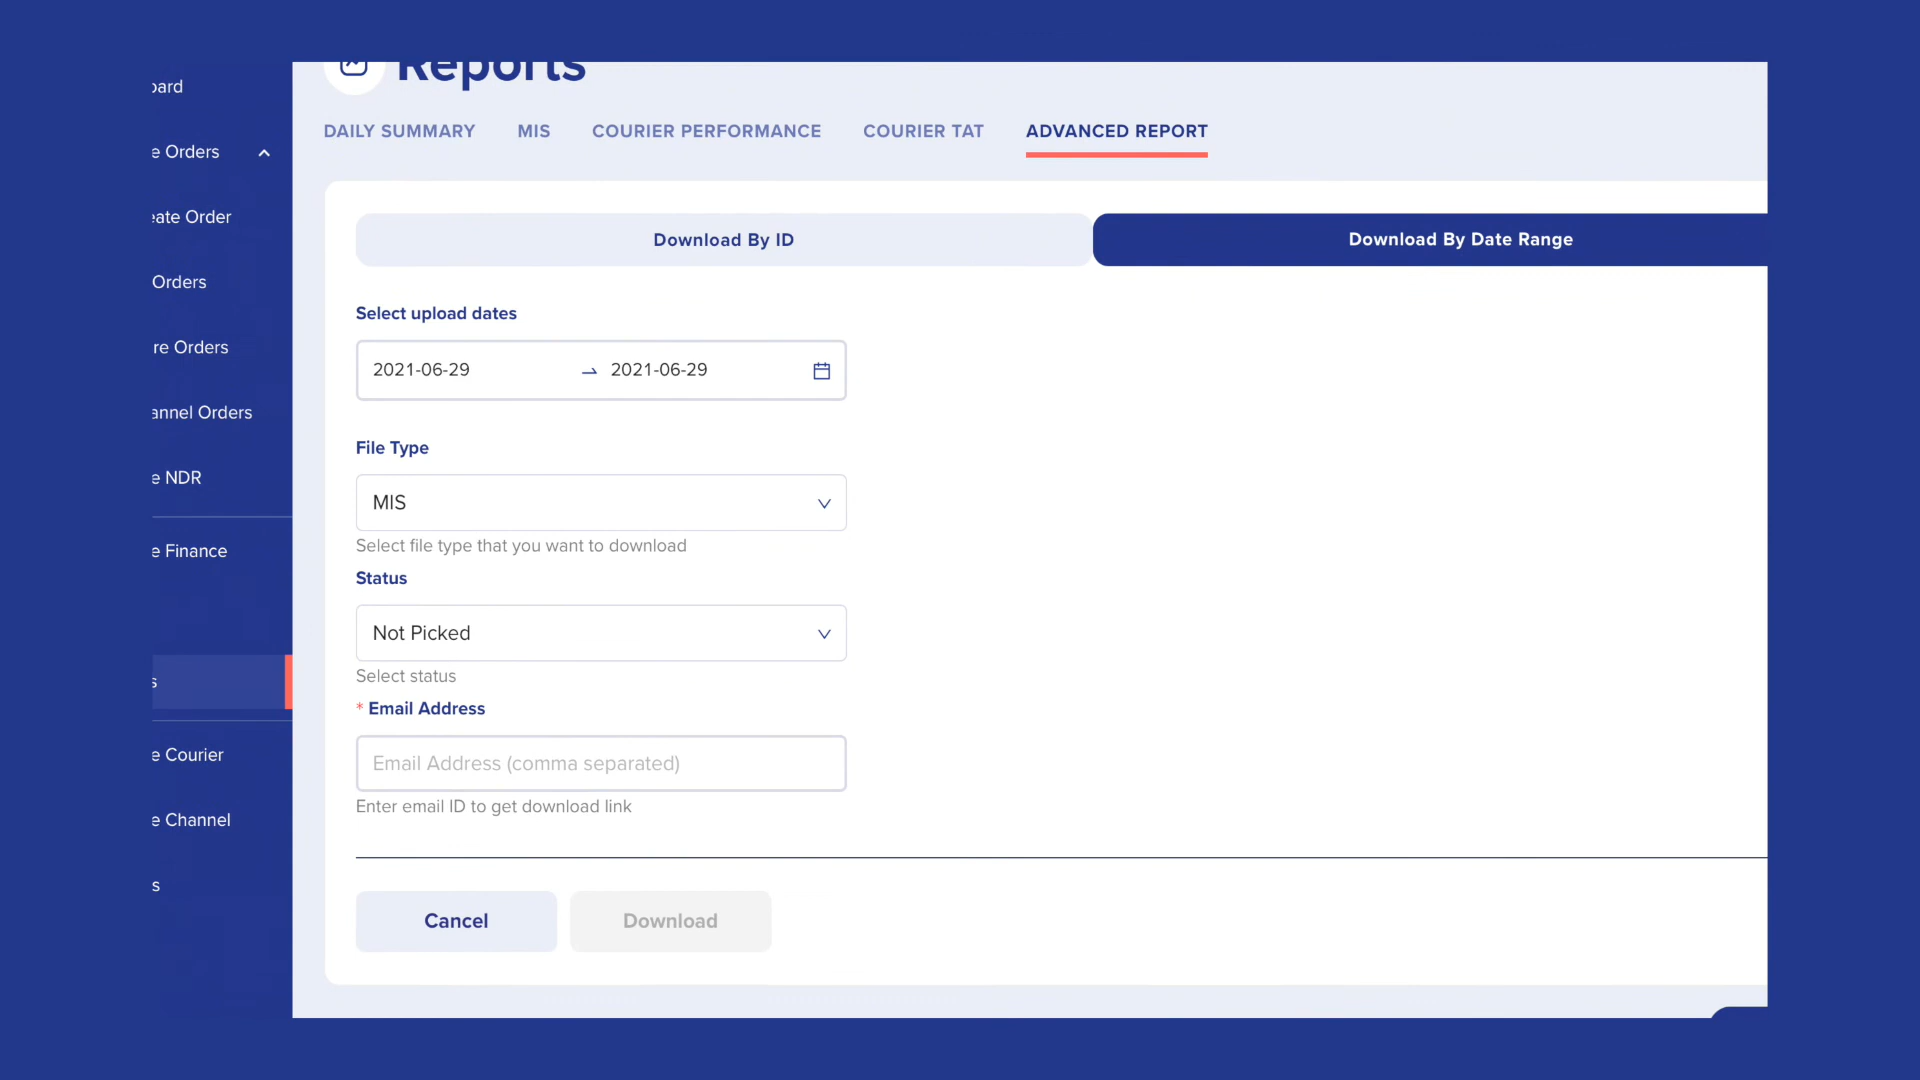 Reports
DAILY SUMMARY MIS COURIER PERFORMANCE COURIER TAT ADVANCED REPORT
oard
e Orders
eate Order
Orders
re Orders
annel Orders
e NDR
e Finance
s
e Courier
e Channel
s
Download By ID Download By Date Range
Select upload dates
2021-06-29 → 2021-06-29
File Type
MIS
Select file type that you want to download
Status
Not Picked
Select status
* Email Address
Email Address (comma separated)
Enter email ID to get download link
Cancel Download